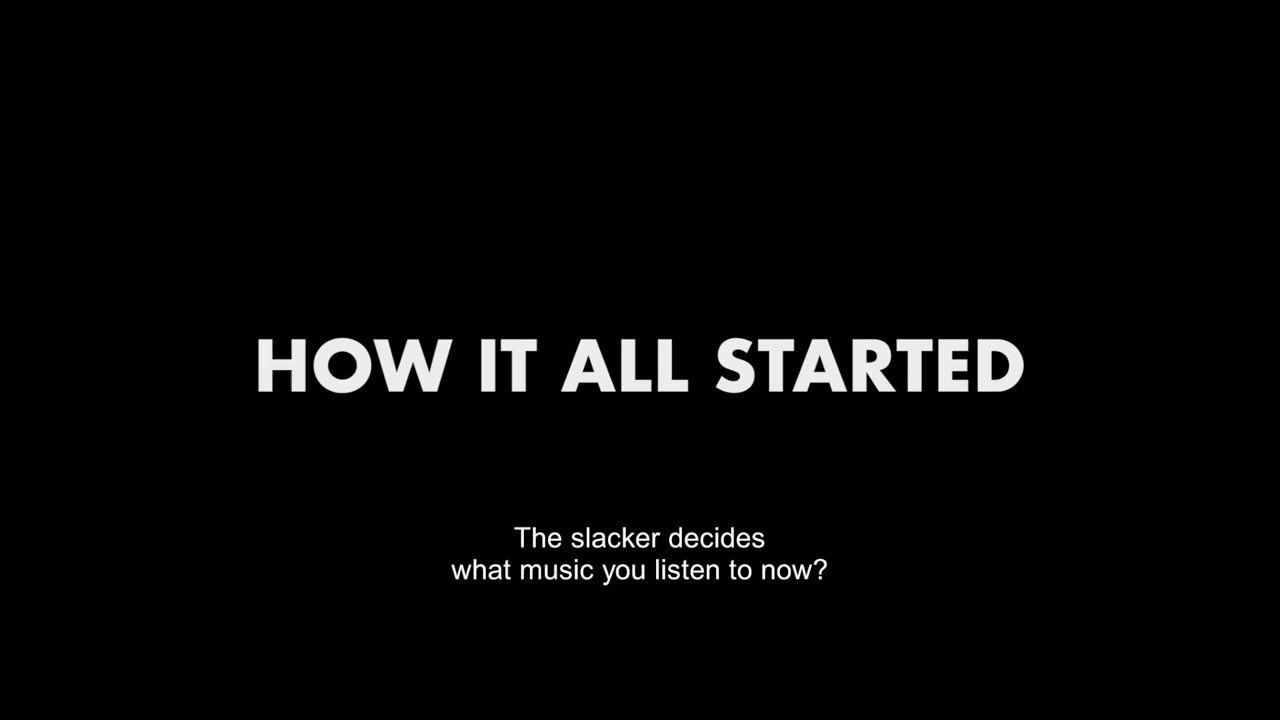 HOW IT ALL STARTED
The slacker decides
what music you listen to now?